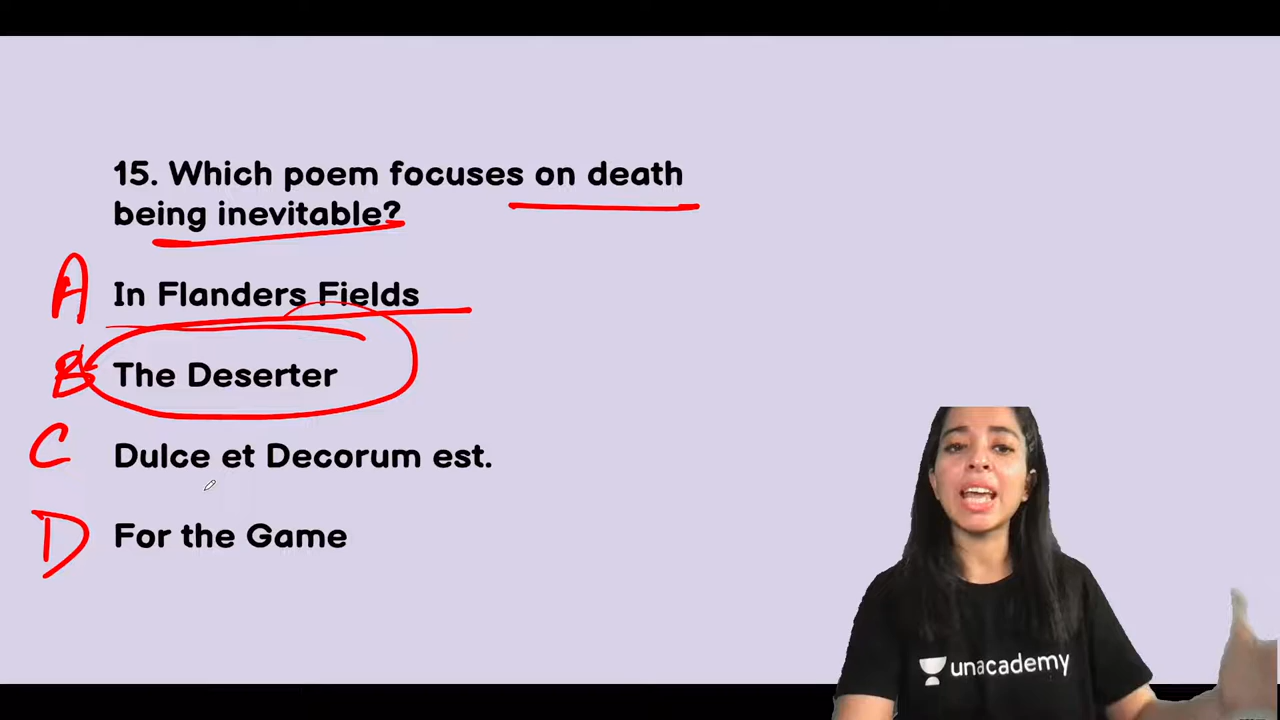 15. Which poem focuses on death
being inevitable?
A In Flanders Fields
B The Deserter
C Dulce et Decorum est.
D For the Game
unacademy